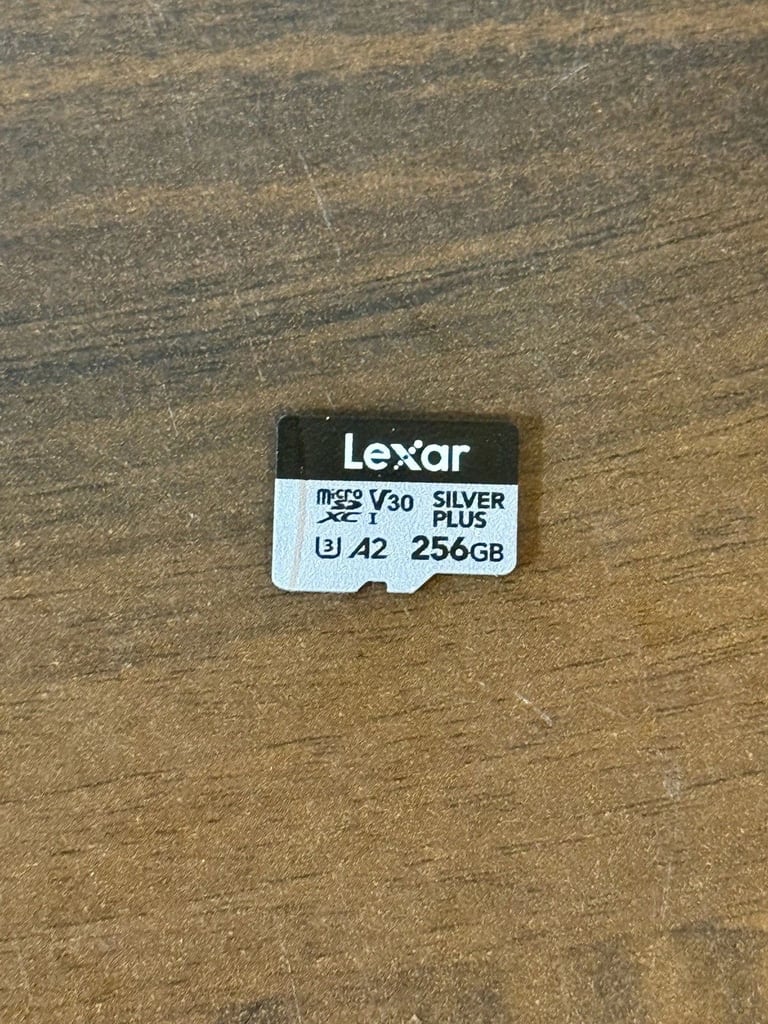 Lexar
micro SD XC I V30 SILVER PLUS
U3 A2 256GB